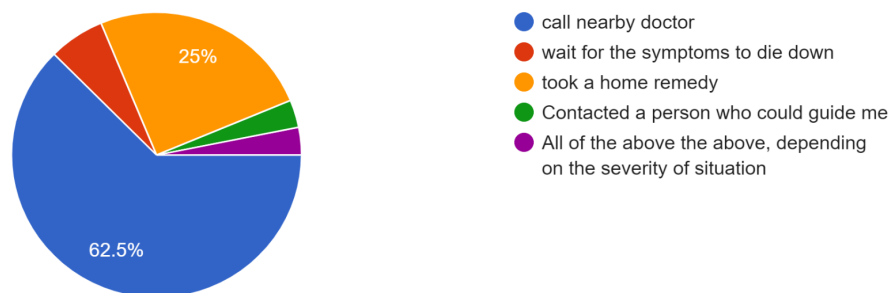 25%
62.5%
call nearby doctor
wait for the symptoms to die down
took a home remedy
Contacted a person who could guide me
All of the above the above, depending
on the severity of situation